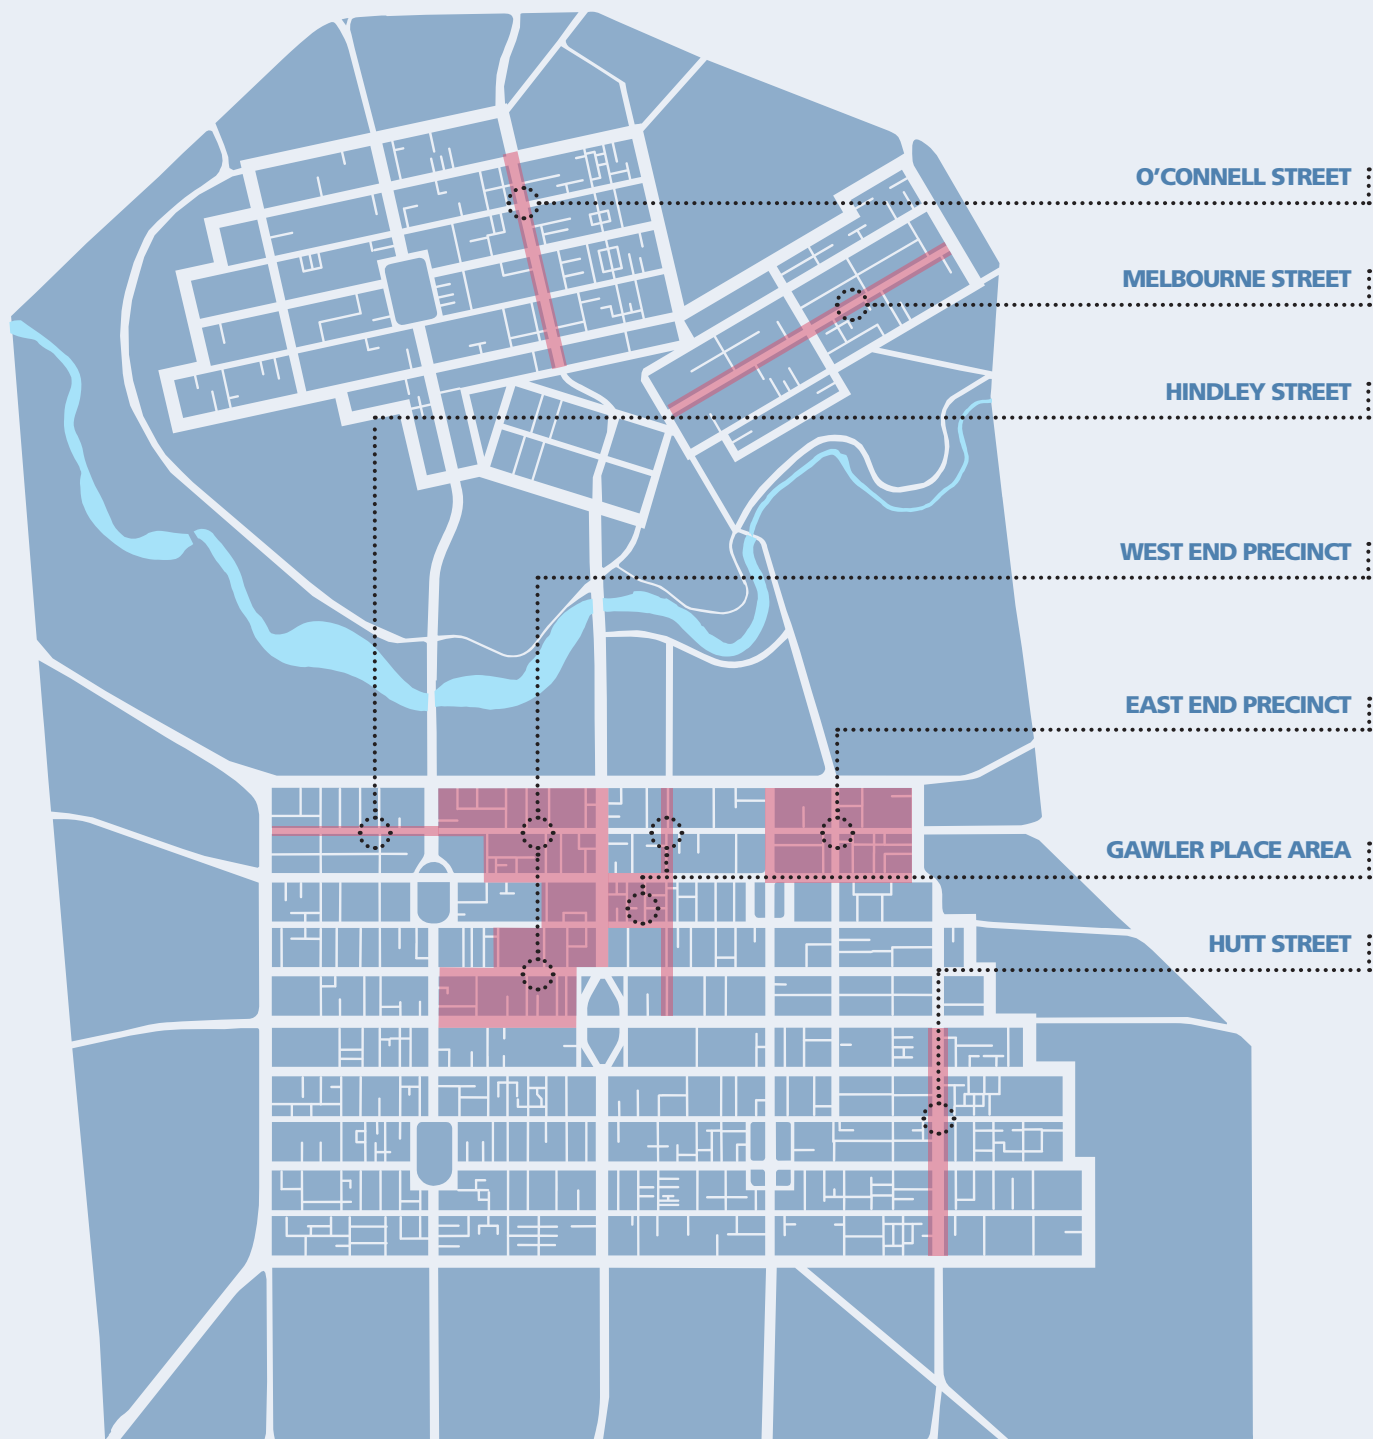 O'CONNELL STREET
MELBOURNE STREET
HINDLEY STREET
WEST END PRECINCT
EAST END PRECINCT
GAWLER PLACE AREA
HUTT STREET